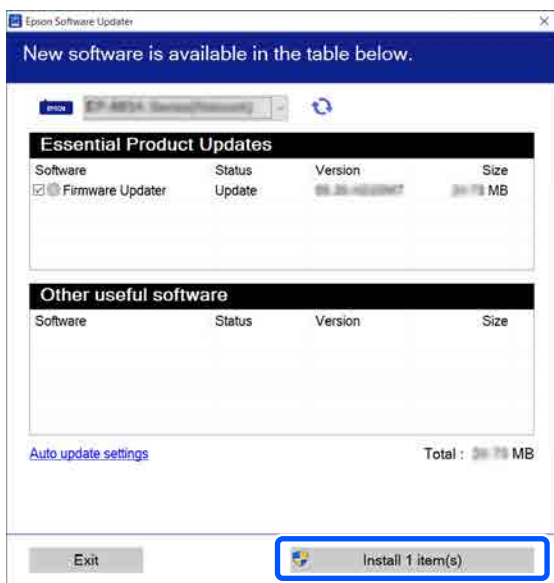 Epson Software Updater
New software is available in the table below.
EPSON
Essential Product Updates
Software Status Version Size
Firmware Updater Update MB
Other useful software
Software Status Version Size
Auto update settings Total : MB
Exit Install 1 item(s)